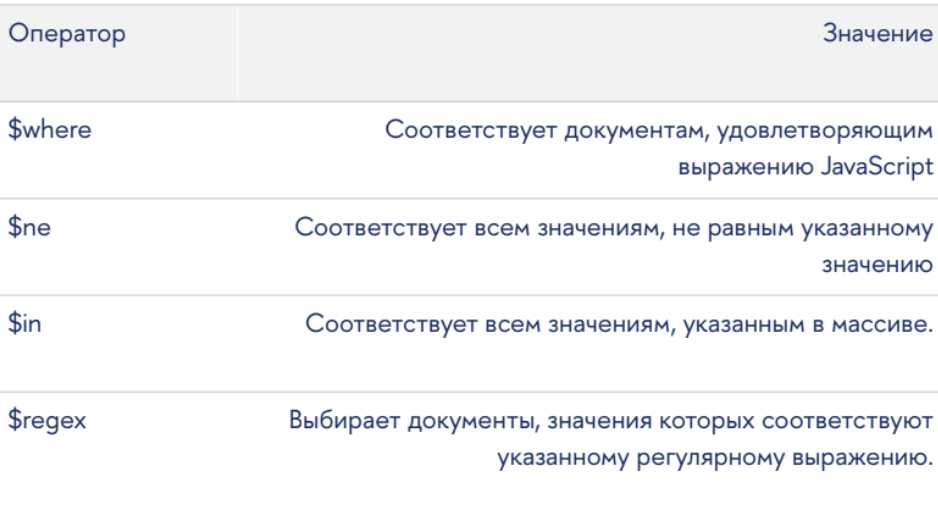 Оператор Значение
$where Соответствует документам, удовлетворяющим
выражению JavaScript
$ne Соответствует всем значениям, не равным указанному
значению
$in Соответствует всем значениям, указанным в массиве.
$regex Выбирает документы, значения которых соответствуют
указанному регулярному выражению.